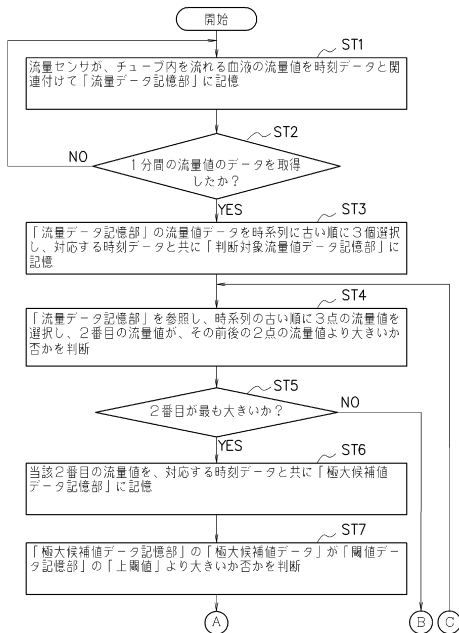 開始
ST1
流量センサが、チューブ内を流れる血液の流量値を時刻データと関
連付けて「流量データ記憶部」に記憶
ST2
NO
1分間の流量値のデータを取得
したか?
YES
ST3
「流量データ記憶部」の流量値データを時系列に古い順に3個選択
し、対応する時刻データと共に「判断対象流量値データ記憶部」に
記憶
ST4
「流量データ記憶部」を参照し、時系列の古い順に3点の流量値を
選択し、2番目の流量値が、その前後の2点の流量値より大きいか
否かを判断
ST5
NO
2番目が最も大きいか?
YES
ST6
当該2番目の流量値を、対応する時刻データと共に「極大候補値
データ記憶部」に記憶
ST7
「極大候補値データ記憶部」の「極大候補値データ」が「閾値デー
タ記憶部」の「上閾値」より大きいか否かを判断
A
B
C